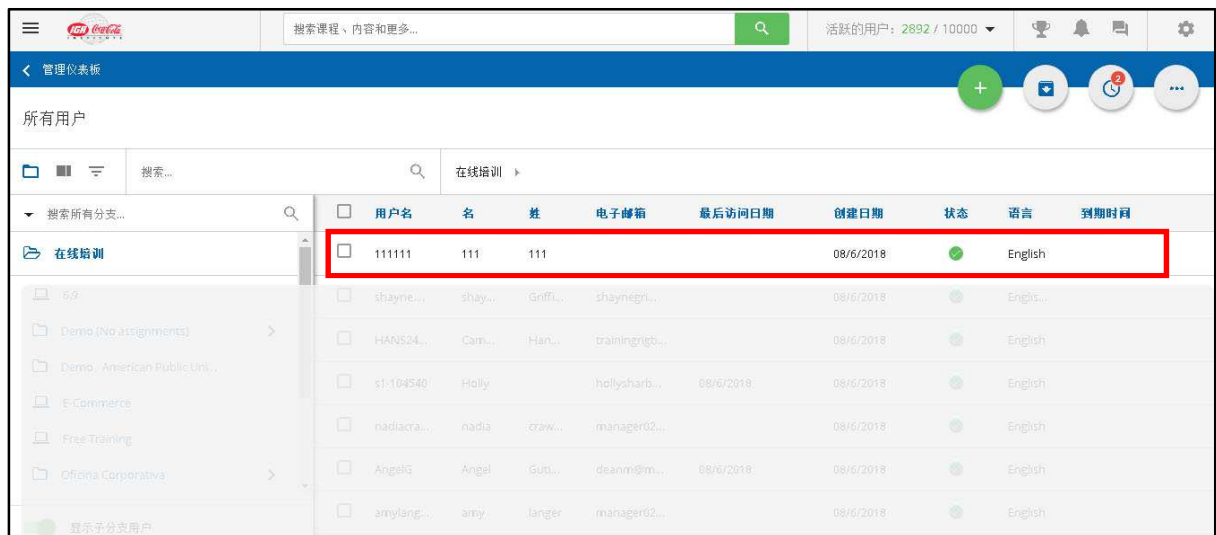 IGA Coca-Cola
INSTITUTE
搜索课程、内容和更多...
活跃的用户：2892 / 10000
管理仪表板
2
所有用户
搜索...
在线培训
搜索所有分支...
用户名 名 姓 电子邮箱 最后访问日期 创建日期 状态 语言 到期时间
在线培训
111111 111 111 08/6/2018 English
6.9
shayne... shay... Griffi... shaynegri... 08/6/2018 Englis...
Demo (No assignments)
HANS24... Cam... Han... trainingrigb... 08/6/2018 English
Demo - American Public Uni...
sf-104540 Holly hollysharb... 08/6/2018 08/6/2018 English
E-Commerce
nadiacra... nadia craw... manager02... 08/6/2018 English
Free Training
AngelG Angel Guti... deanm@m... 08/6/2018 08/6/2018 English
Oficina Corporativa
amylang... amy langer manager02... 08/6/2018 English
显示子分支用户